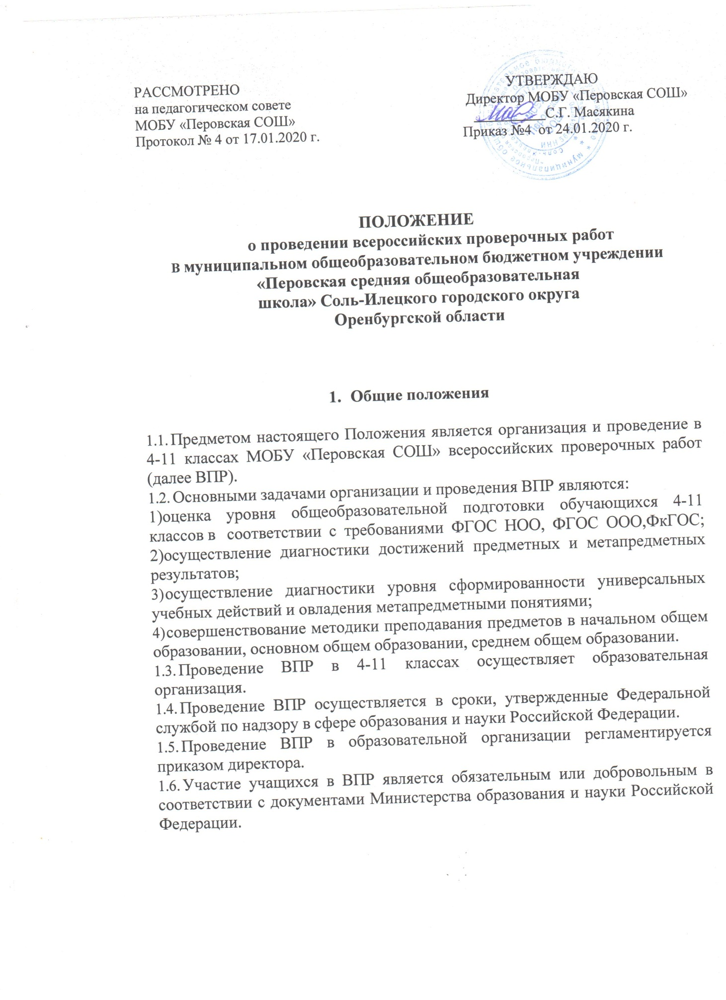 РАССМОТРЕНО
на педагогическом совете
МОБУ «Перовская СОШ»
Протокол № 4 от 17.01.2020 г.
УТВЕРЖДАЮ
Директор МОБУ «Перовская СОШ»
__________С.Г. Масякина
Приказ №4 от 24.01.2020 г.
ПОЛОЖЕНИЕ
о проведении всероссийских проверочных работ
В муниципальном общеобразовательном бюджетном учреждении
«Перовская средняя общеобразовательная
школа» Соль-Илецкого городского округа
Оренбургской области
1. Общие положения
1.1. Предметом настоящего Положения является организация и проведение в
4-11 классах МОБУ «Перовская СОШ» всероссийских проверочных работ
(далее ВПР).
1.2. Основными задачами организации и проведения ВПР являются:
1)оценка уровня общеобразовательной подготовки обучающихся 4-11
классов в соответствии с требованиями ФГОС НОО, ФГОС ООО,ФкГОС;
2)осуществление диагностики достижений предметных и метапредметных
результатов;
3)осуществление диагностики уровня сформированности универсальных
учебных действий и овладения метапредметными понятиями;
4)совершенствование методики преподавания предметов в начальном общем
образовании, основном общем образовании, среднем общем образовании.
1.3. Проведение ВПР в 4-11 классах осуществляет образовательная
организация.
1.4. Проведение ВПР осуществляется в сроки, утвержденные Федеральной
службой по надзору в сфере образования и науки Российской Федерации.
1.5. Проведение ВПР в образовательной организации регламентируется
приказом директора.
1.6. Участие учащихся в ВПР является обязательным или добровольным в
соответствии с документами Министерства образования и науки Российской
Федерации.